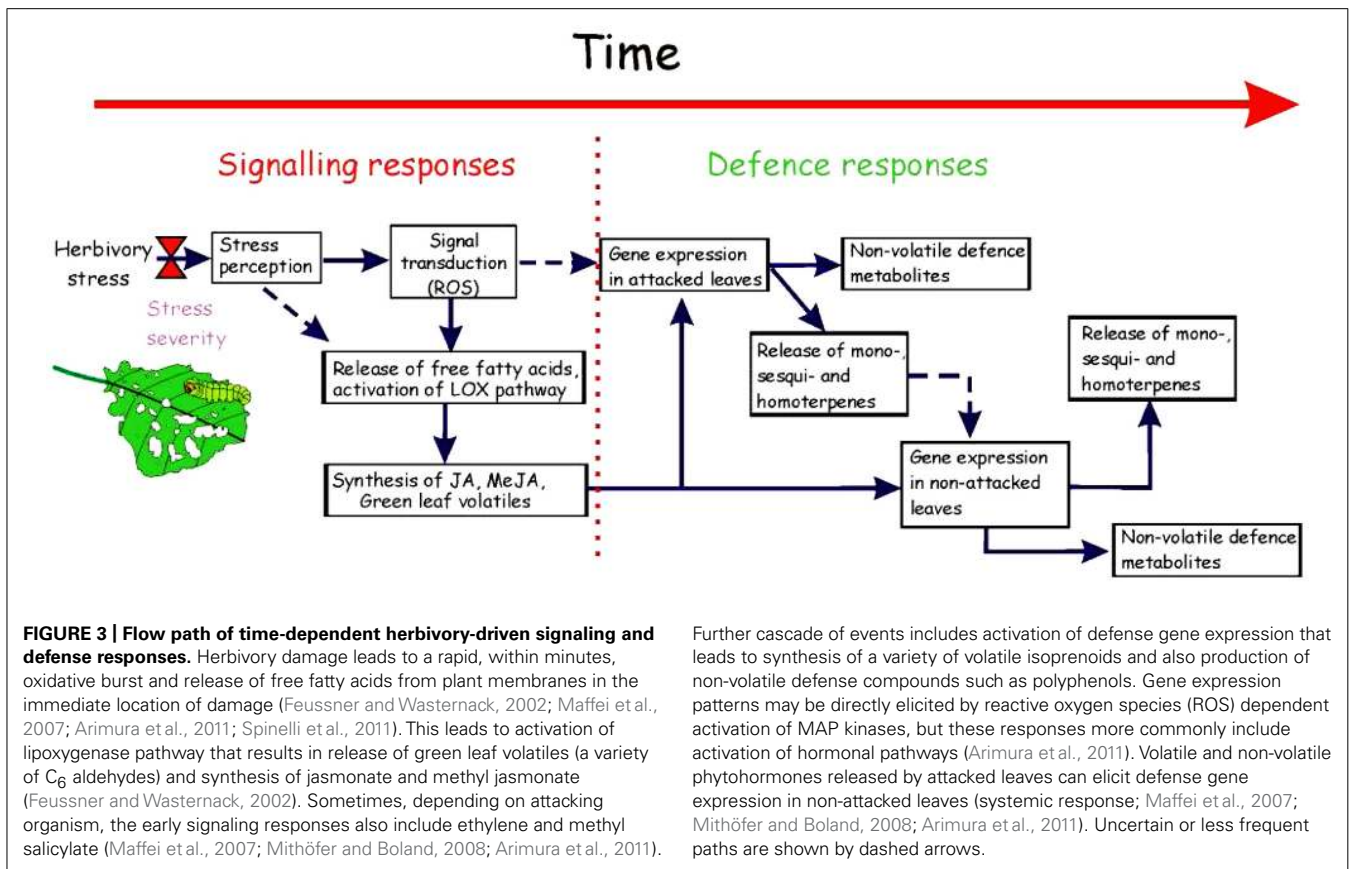 Time
Signalling responses
Defence responses
Herbivory
stress
Stress
perception
Signal
transduction
(ROS)
Gene expression
in attacked leaves
Non-volatile defence
metabolites
Stress
severity
Release of free fatty acids,
activation of LOX pathway
Release of mono-,
sesqui- and
homoterpenes
Release of mono-,
sesqui- and
homoterpenes
Synthesis of JA, MeJA,
Green leaf volatiles
Gene expression
in non-attacked
leaves
Non-volatile defence
metabolites
FIGURE 3 | Flow path of time-dependent herbivory-driven signaling and
defense responses. Herbivory damage leads to a rapid, within minutes,
oxidative burst and release of free fatty acids from plant membranes in the
immediate location of damage (Feussner and Wasternack, 2002; Maffei et al.,
2007; Arimura et al., 2011; Spinelli et al., 2011). This leads to activation of
lipoxygenase pathway that results in release of green leaf volatiles (a variety
of C6 aldehydes) and synthesis of jasmonate and methyl jasmonate
(Feussner and Wasternack, 2002). Sometimes, depending on attacking
organism, the early signaling responses also include ethylene and methyl
salicylate (Maffei et al., 2007; Mithöfer and Boland, 2008; Arimura et al., 2011).
Further cascade of events includes activation of defense gene expression that
leads to synthesis of a variety of volatile isoprenoids and also production of
non-volatile defense compounds such as polyphenols. Gene expression
patterns may be directly elicited by reactive oxygen species (ROS) dependent
activation of MAP kinases, but these responses more commonly include
activation of hormonal pathways (Arimura et al., 2011). Volatile and non-volatile
phytohormones released by attacked leaves can elicit defense gene
expression in non-attacked leaves (systemic response; Maffei et al., 2007;
Mithöfer and Boland, 2008; Arimura et al., 2011). Uncertain or less frequent
paths are shown by dashed arrows.